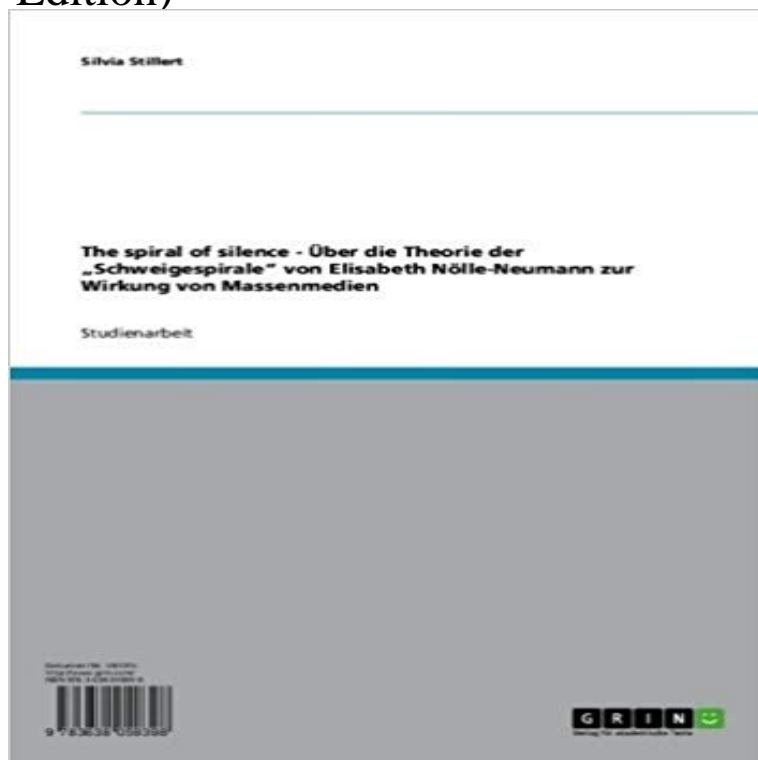 Edition)
Silvia Stillert
The spiral of silence - Über die Theorie der
„Schweigespirale“ von Elisabeth Nölle-Neumann zur
Wirkung von Massenmedien
Studienarbeit
GRIN